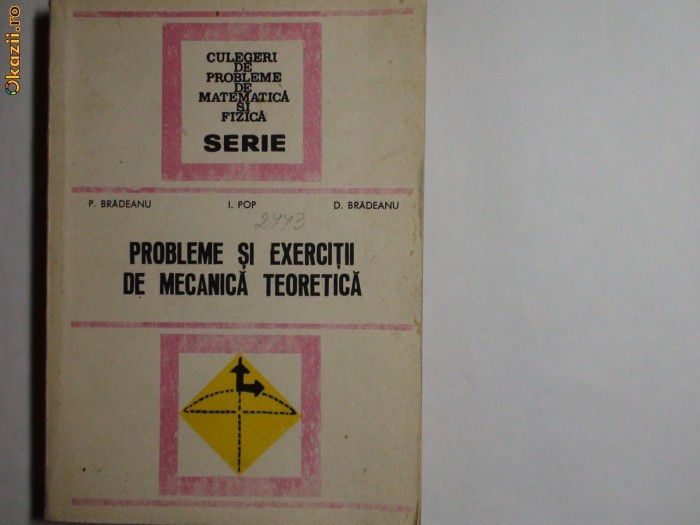 Okazii.ro
CULEGERI
DE
PROBLEME
DE
MATEMATICĂ
ȘI
FIZICĂ
SERIE
P. BRĂDEANU I. POP D. BRĂDEANU
2443
PROBLEME ȘI EXERCIȚII
DE MECANICĂ TEORETICĂ